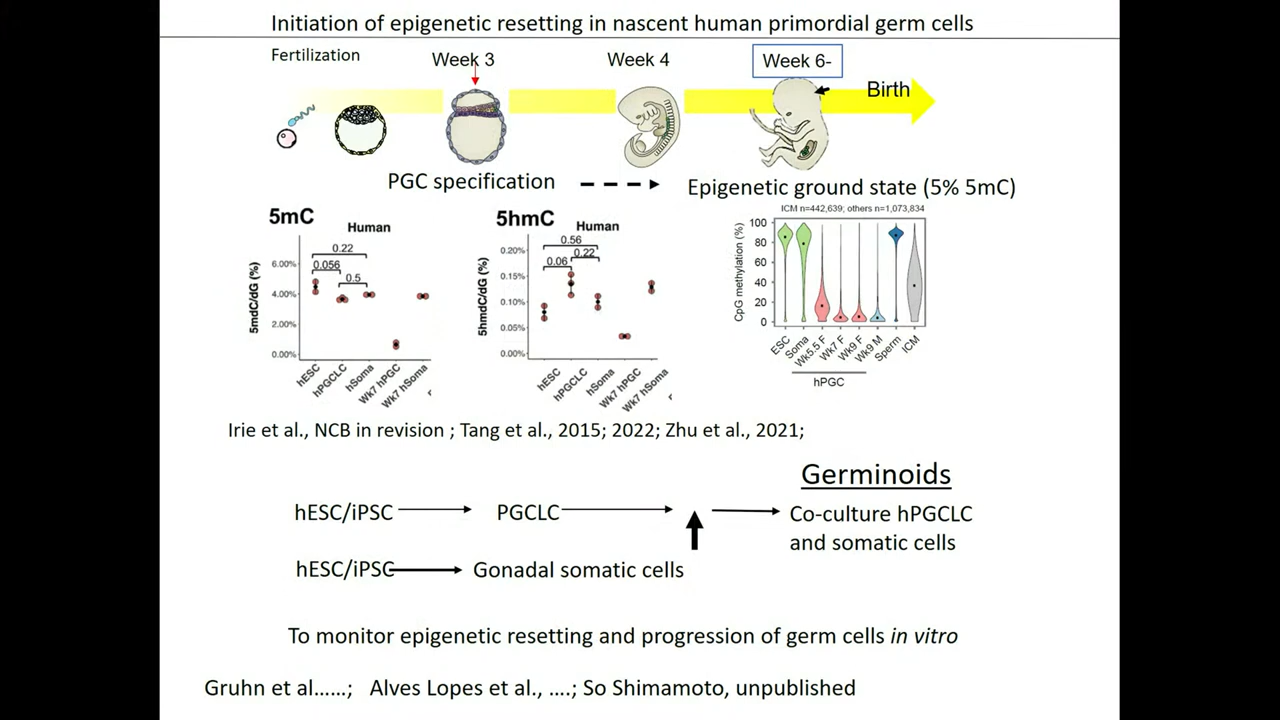 Initiation of epigenetic resetting in nascent human primordial germ cells
Fertilization
Week 3
Week 4
Week 6-
Birth
PGC specification
Epigenetic ground state (5% 5mC)
5mC
Human
5mdC/dG (%)
6.00%
4.00%
2.00%
0.00%
0.22
0.056
0.5
hESC
hPGCLC
hSoma
Wk7 hPGC
Wk7 hSoma
5hmC
Human
5hmdC/dG (%)
0.20%
0.15%
0.10%
0.05%
0.00%
0.56
0.22
0.06
hESC
hPGCLC
hSoma
Wk7 hPGC
Wk7 hSoma
ICM n=442,639; others n=1,073,834
CpG methylation (%)
100
80
60
40
20
0
ESC
Soma
Wk5.5 F
Wk7 F
Wk9 F
Wk9 M
Sperm
ICM
hPGC
Irie et al., NCB in revision ; Tang et al., 2015; 2022; Zhu et al., 2021;
Germinoids
hESC/iPSC
PGCLC
Co-culture hPGCLC
and somatic cells
hESC/iPSC
Gonadal somatic cells
To monitor epigenetic resetting and progression of germ cells in vitro
Gruhn et al……; Alves Lopes et al., ….; So Shimamoto, unpublished